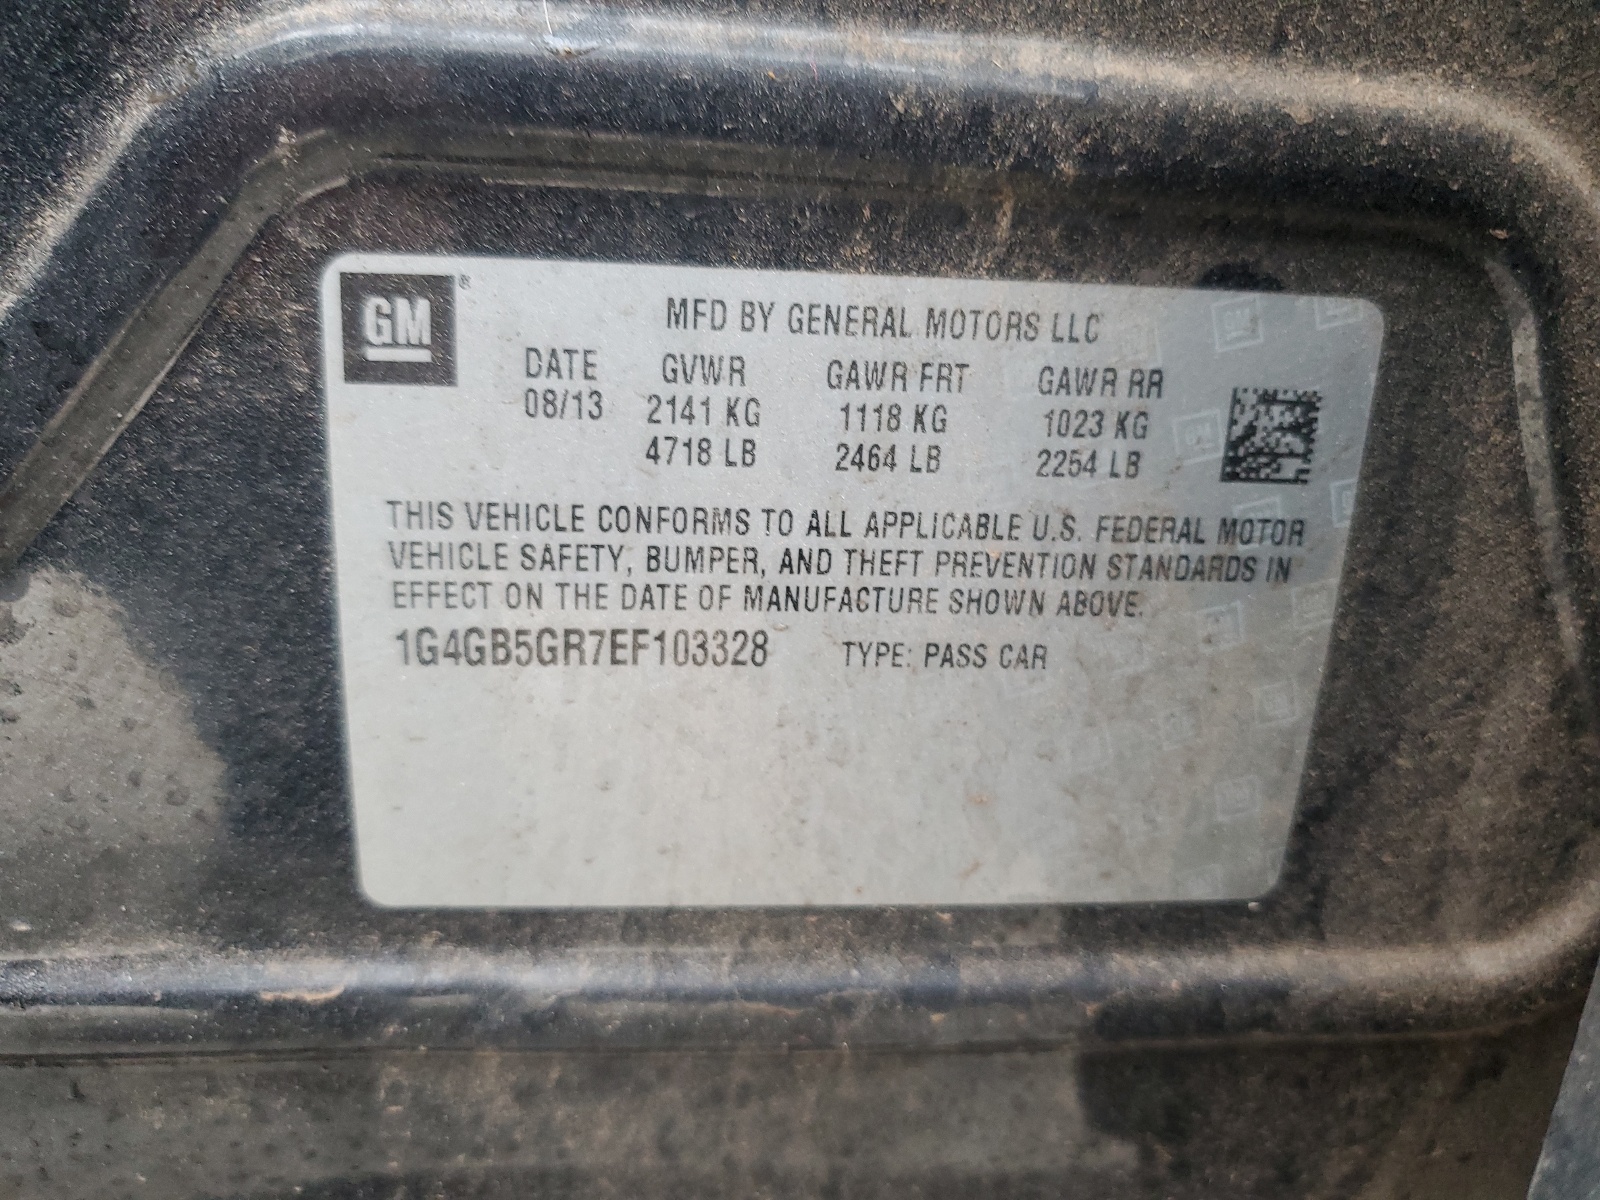 GM®
MFD BY GENERAL MOTORS LLC
DATE GVWR GAWR FRT GAWR RR
08/13 2141 KG 1118 KG 1023 KG
4718 LB 2464 LB 2254 LB
THIS VEHICLE CONFORMS TO ALL APPLICABLE U.S. FEDERAL MOTOR
VEHICLE SAFETY, BUMPER, AND THEFT PREVENTION STANDARDS IN
EFFECT ON THE DATE OF MANUFACTURE SHOWN ABOVE.
1G4GB5GR7EF103328 TYPE: PASS CAR